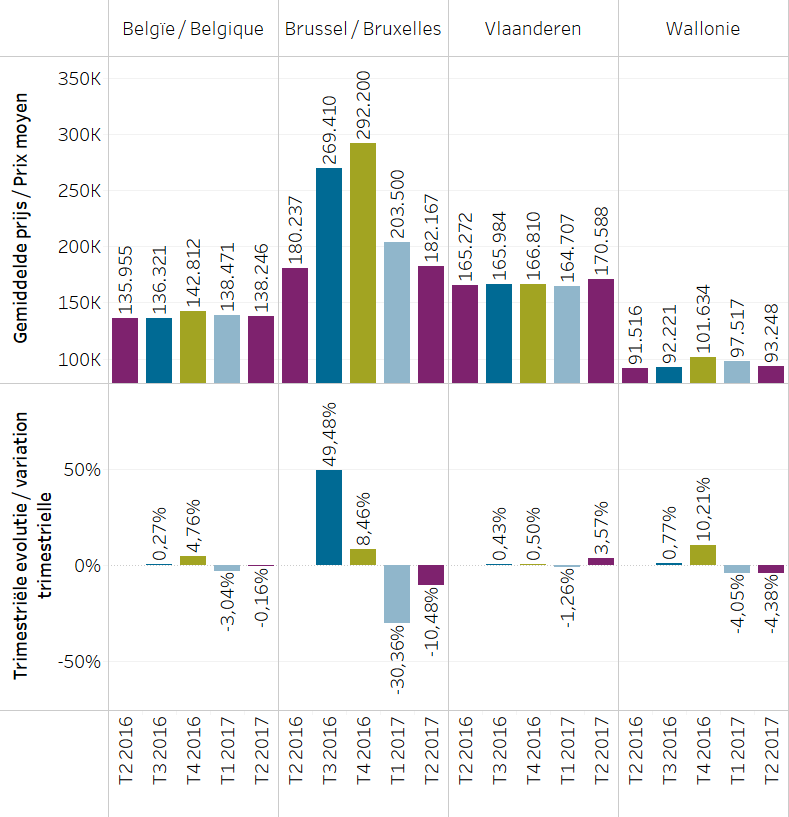 Belgïe / Belgique
Brussel / Bruxelles
Vlaanderen
Wallonie
Gemiddelde prijs / Prix moyen
350K
300K
250K
200K
150K
100K
135.955
136.321
142.812
138.471
138.246
180.237
269.410
292.200
203.500
182.167
165.272
165.984
166.810
164.707
170.588
91.516
92.221
101.634
97.517
93.248
Trimestriële evolutie / variation
trimestrielle
50%
0%
-50%
0,27%
4,76%
-3,04%
-0,16%
49,48%
8,46%
-30,36%
-10,48%
0,43%
0,50%
-1,26%
3,57%
0,77%
10,21%
-4,05%
-4,38%
T2 2016
T3 2016
T4 2016
T1 2017
T2 2017
T2 2016
T3 2016
T4 2016
T1 2017
T2 2017
T2 2016
T3 2016
T4 2016
T1 2017
T2 2017
T2 2016
T3 2016
T4 2016
T1 2017
T2 2017